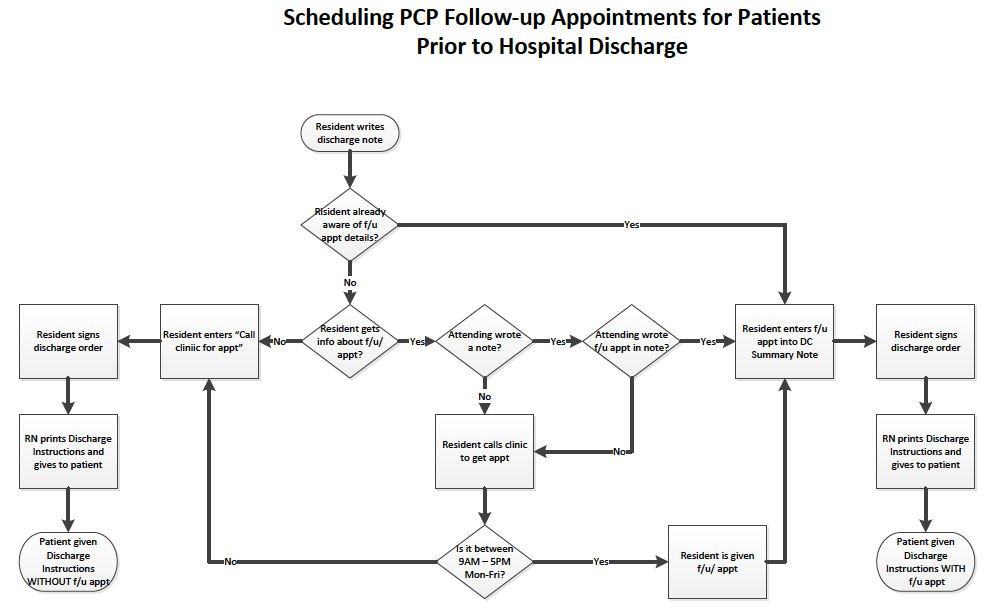 Scheduling PCP Follow-up Appointments for Patients
Prior to Hospital Discharge
Resident writes
discharge note
RIsident already
aware of f/u
appt details?
Yes
No
Resident signs
discharge order
Resident enters “Call
cliniic for appt”
No
Resident gets
info about f/u/
appt?
Yes
Attending wrote
a note?
Yes
Attending wrote
f/u appt in note?
Yes
Resident enters f/u
appt into DC
Summary Note
Resident signs
discharge order
No
RN prints Discharge
Instructions and
gives to patient
Resident calls clinic
to get appt
No
RN prints Discharge
Instructions and
gives to patient
Patient given
Discharge
Instructions
WITHOUT f/u appt
No
Is it between
9AM – 5PM
Mon-Fri?
Yes
Resident is given
f/u/ appt
Patient given
Discharge
Instructions WITH
f/u appt